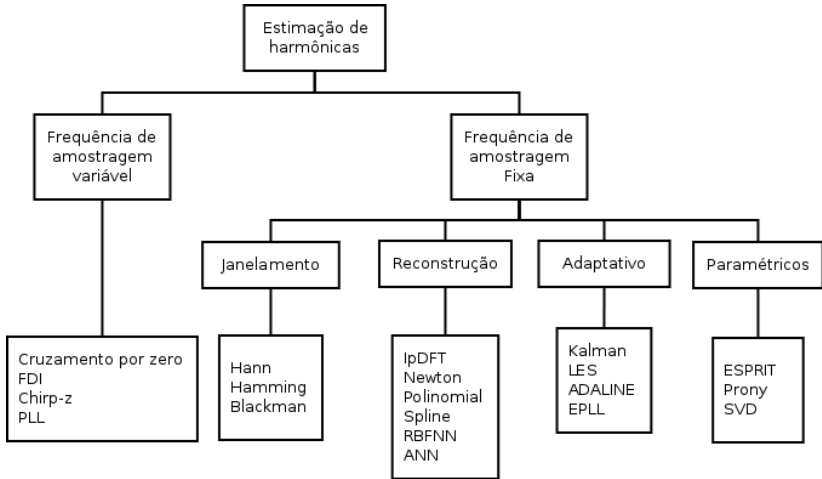 Estimação de
harmônicas
Frequência de
amostragem
variável
Frequência de
amostragem
Fixa
Janelamento
Reconstrução
Adaptativo
Paramétricos
Cruzamento por zero
FDI
Chirp-z
PLL
Hann
Hamming
Blackman
IpDFT
Newton
Polinomial
Spline
RBFNN
ANN
Kalman
LES
ADALINE
EPLL
ESPRIT
Prony
SVD